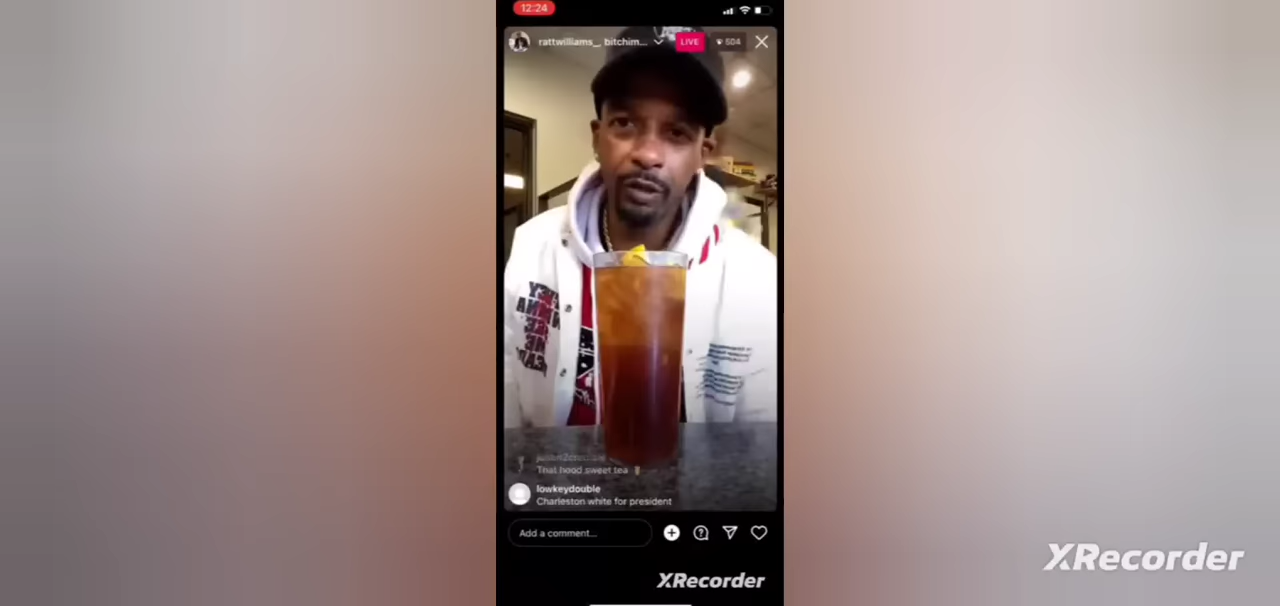 12:24
rattwilliams_, bitchim...
LIVE
504
That hood sweet tea
lowkeydouble
Charleston white for president
Add a comment...
XRecorder
XRecorder